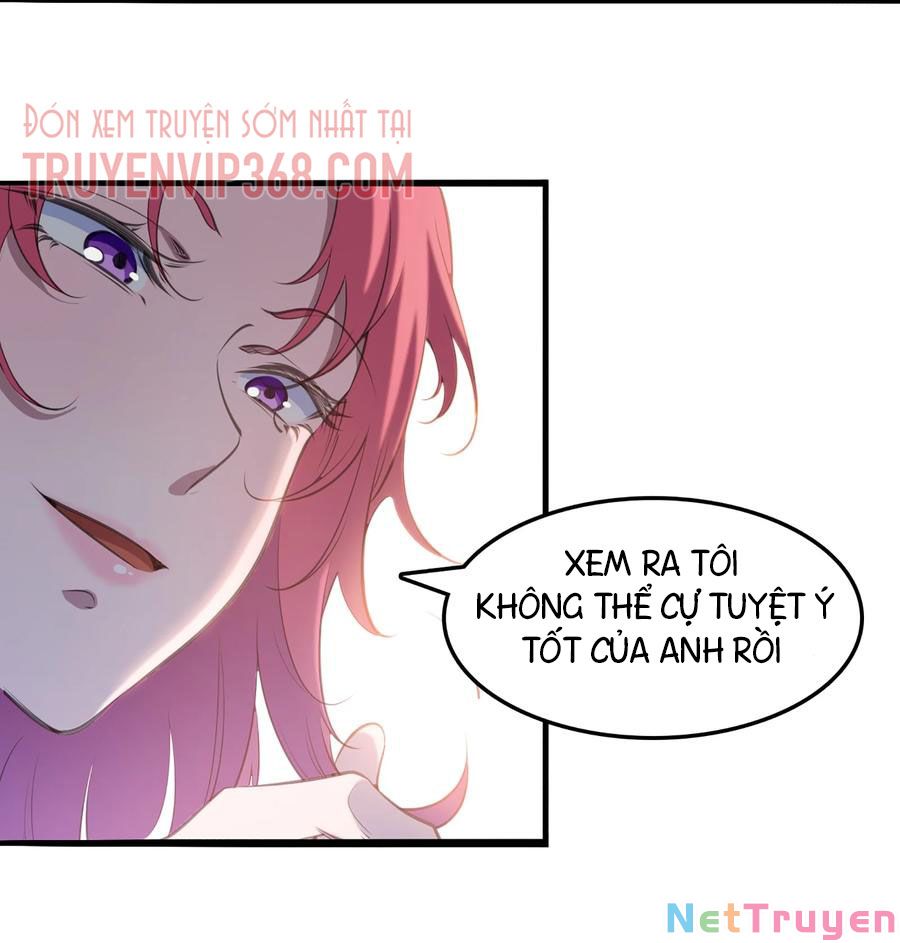 ĐÓN XEM TRUYỆN SỚM NHẤT TẠI
TRUYENVIP368.COM
XEM RA TÔI
KHÔNG THỂ CỰ TUYỆT Ý
TỐT CỦA ANH RỒI
NetTruyen